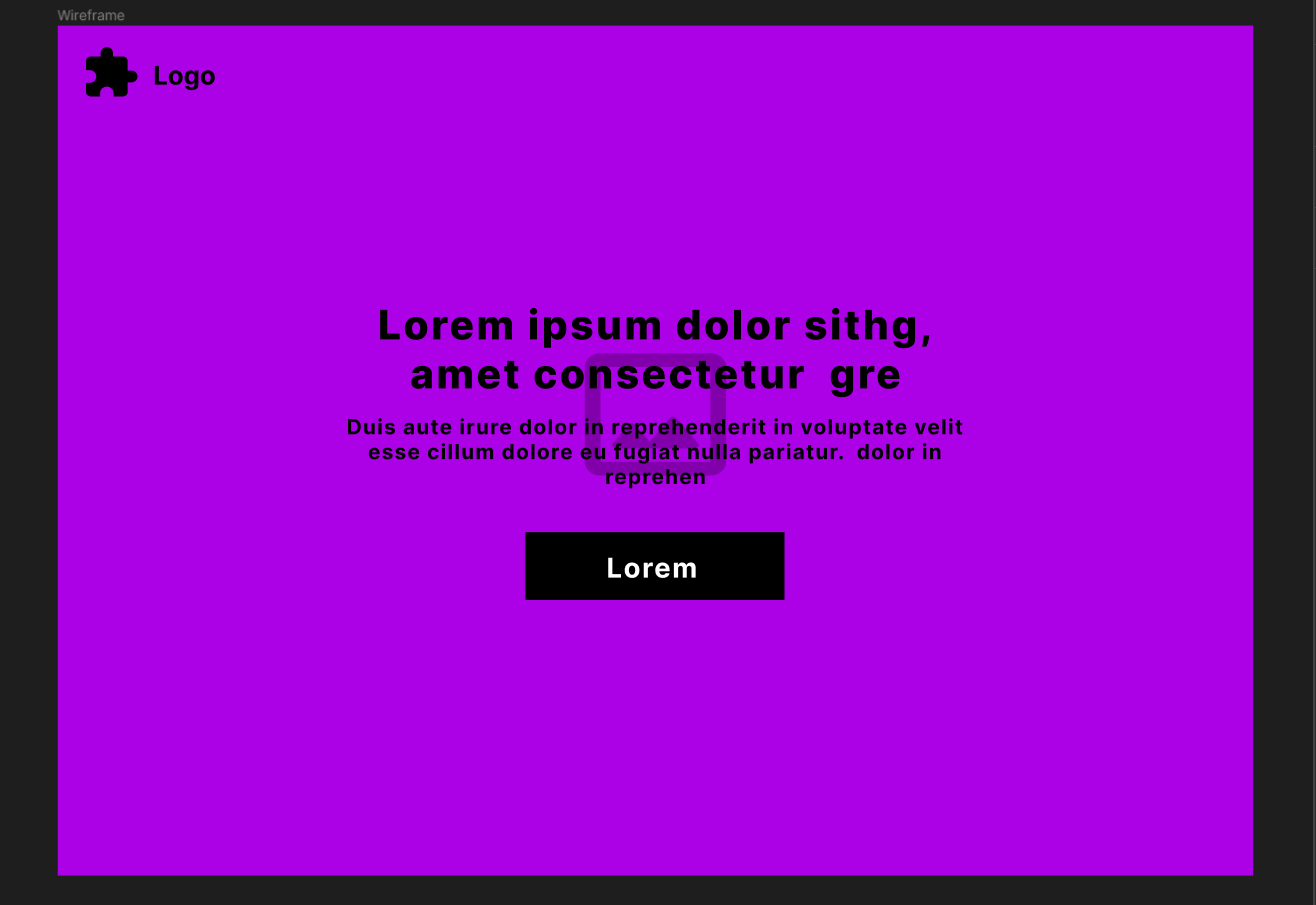 Wireframe
Logo
Lorem ipsum dolor sithg,
amet consectetur  gre
Duis aute irure dolor in reprehenderit in voluptate velit
esse cillum dolore eu fugiat nulla pariatur.  dolor in
reprehen
Lorem